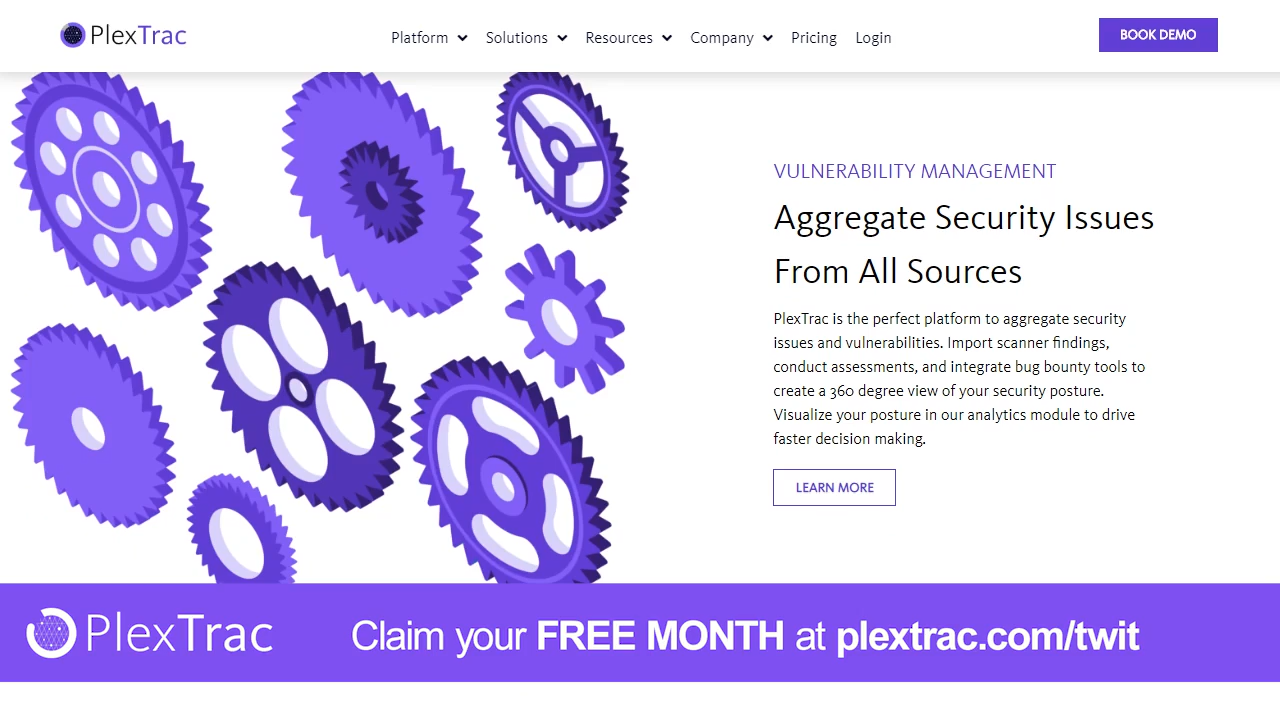 PlexTrac
Platform
Solutions
Resources
Company
Pricing
Login
BOOK DEMO
VULNERABILITY MANAGEMENT
Aggregate Security Issues
From All Sources
PlexTrac is the perfect platform to aggregate security
issues and vulnerabilities. Import scanner findings,
conduct assessments, and integrate bug bounty tools to
create a 360 degree view of your security posture.
Visualize your posture in our analytics module to drive
faster decision making.
LEARN MORE
PlexTrac
Claim your FREE MONTH at plextrac.com/twit